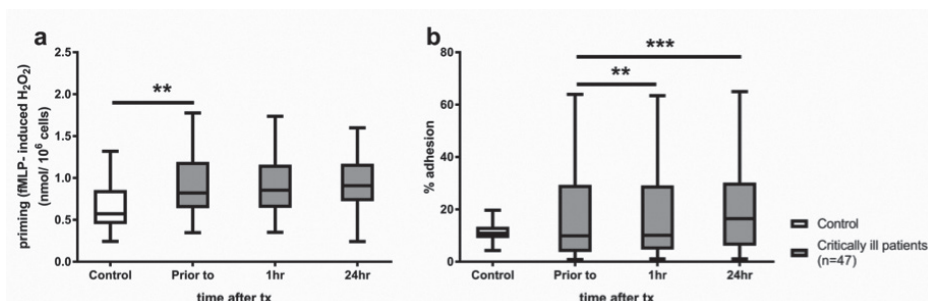 a
priming (fMLP- induced H₂O₂)
(nmol/ 10⁶ cells)
2.5
2.0
1.5
1.0
0.5
0.0
**
Control
Prior to
1hr
24hr
time after tx
b
% adhesion
80
60
40
20
0
***
**
Control
Prior to
1hr
24hr
time after tx
Control
Critically ill patients
(n=47)